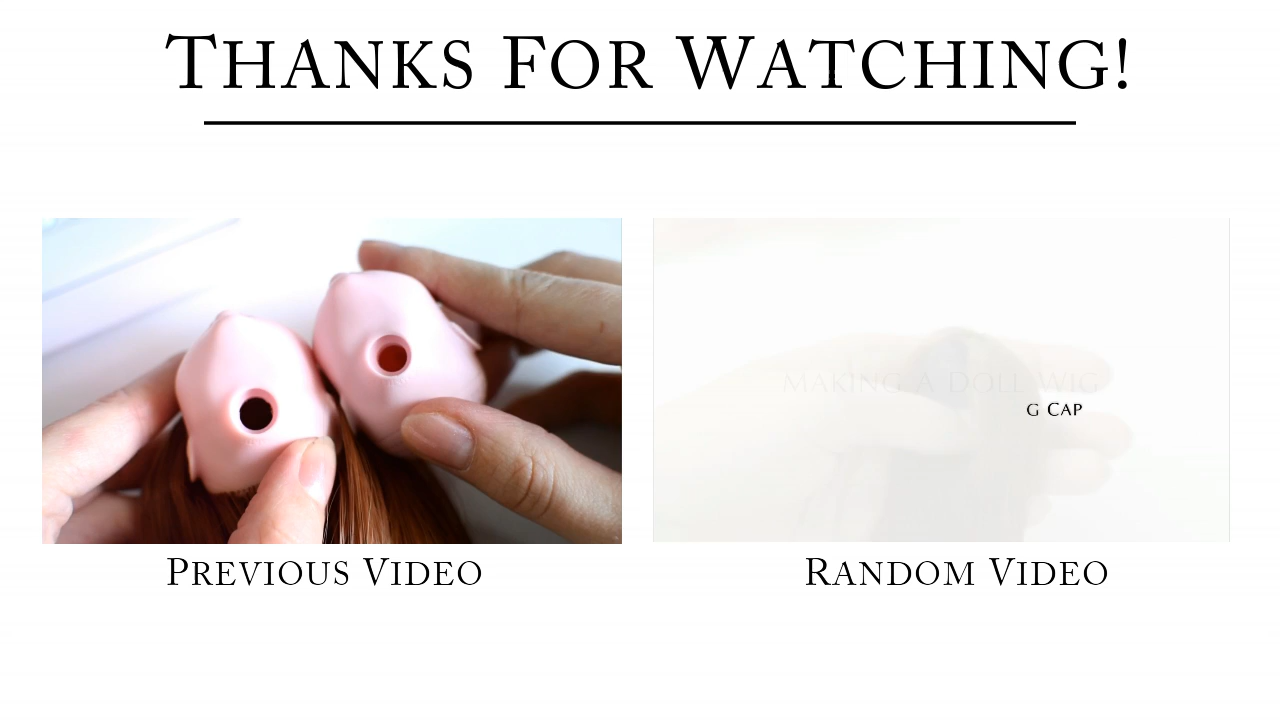 THANKS FOR WATCHING!
MAKING A DOLL WIG
G CAP
PREVIOUS VIDEO
RANDOM VIDEO